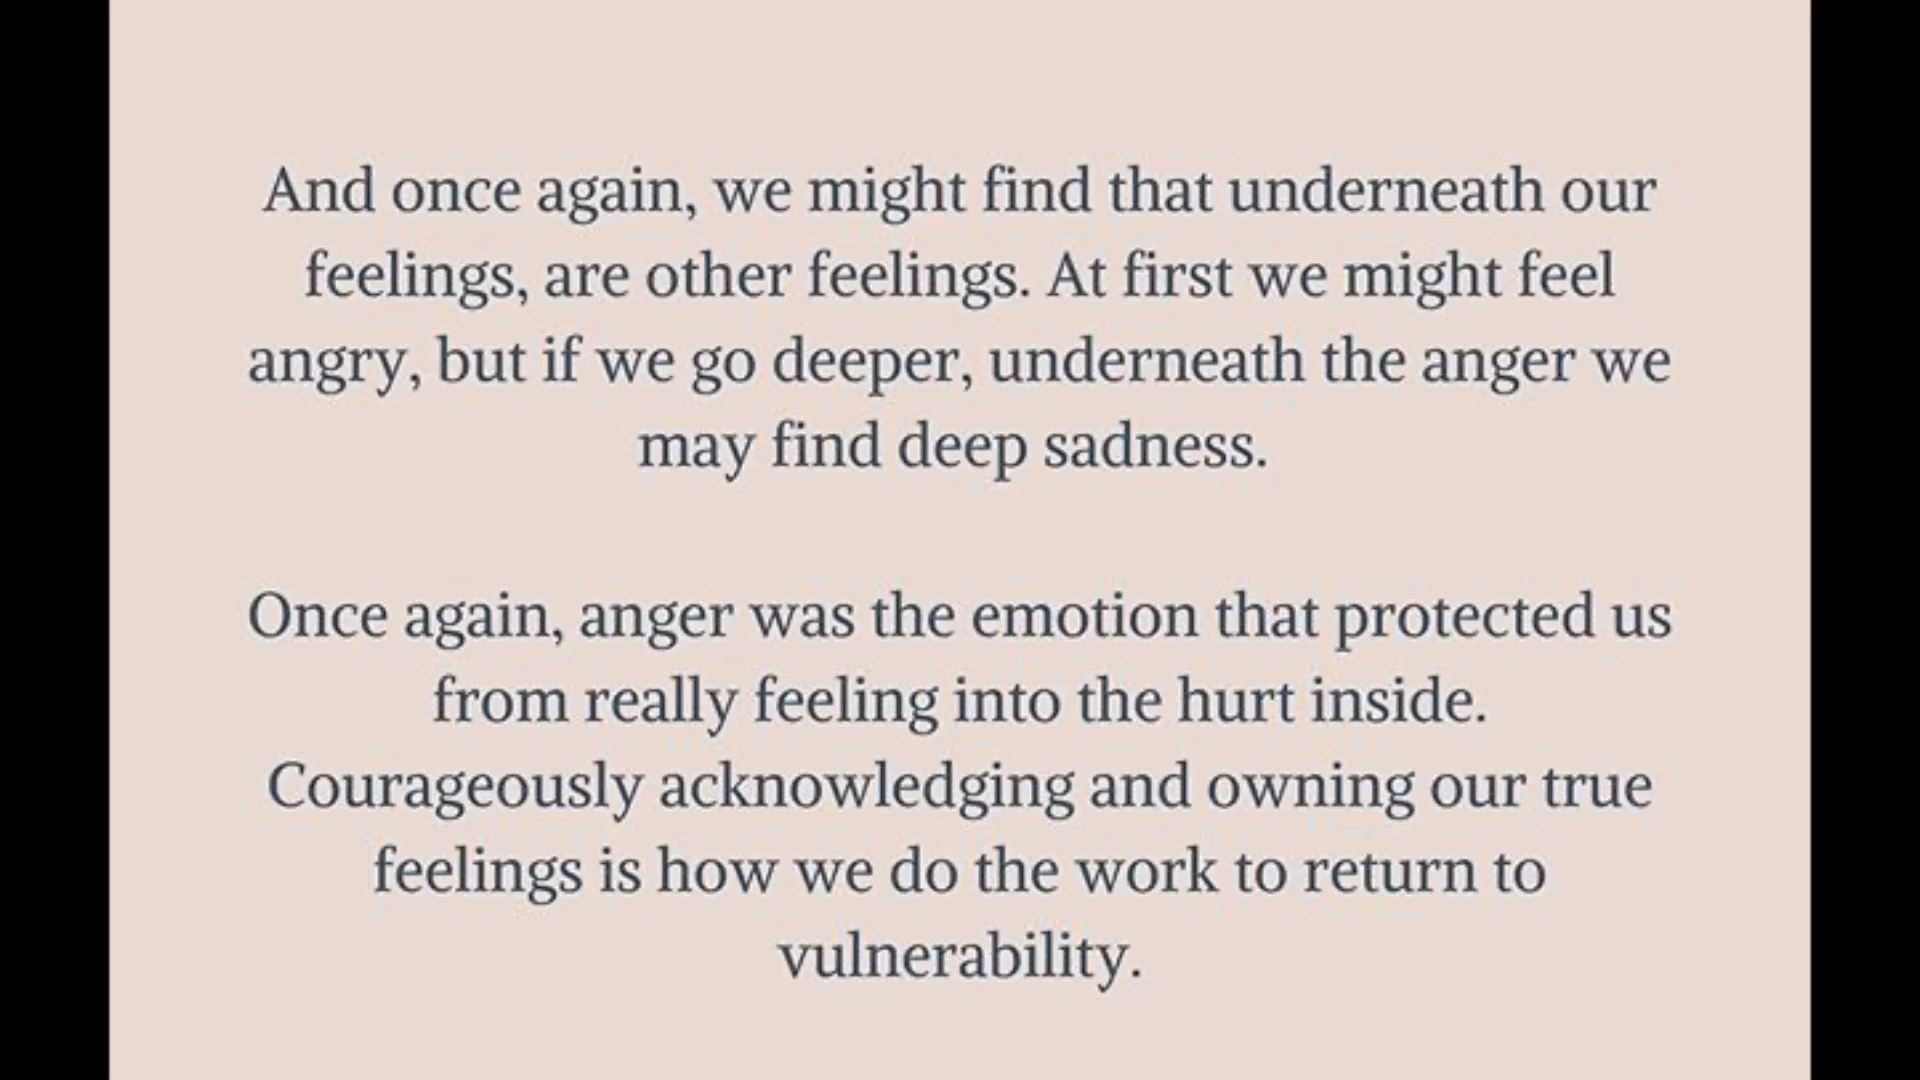 And once again, we might find that underneath our
feelings, are other feelings. At first we might feel
angry, but if we go deeper, underneath the anger we
may find deep sadness.
Once again, anger was the emotion that protected us
from really feeling into the hurt inside.
Courageously acknowledging and owning our true
feelings is how we do the work to return to
vulnerability.